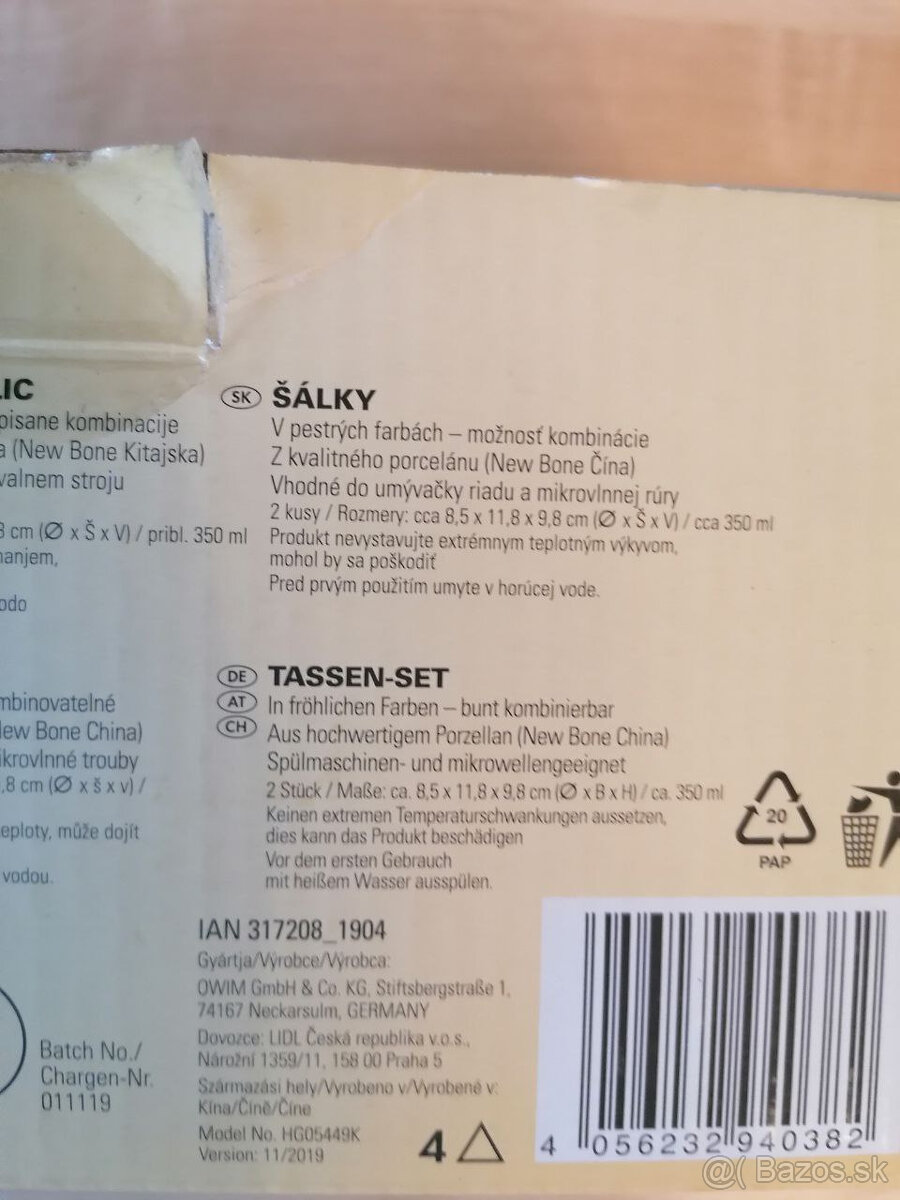 LIC
pisane kombinacije
a (New Bone Kitajska)
valnem stroju
8 cm (Ø x Š x V) / pribl. 350 ml
nanjem,
odo
SK ŠÁLKY
V pestrých farbách – možnosť kombinácie
Z kvalitného porcelánu (New Bone Čína)
Vhodné do umývačky riadu a mikrovlnnej rúry
2 kusy / Rozmery: cca 8,5 x 11,8 x 9,8 cm (Ø x Š x V) / cca 350 ml
Produkt nevystavujte extrémnym teplotným výkyvom,
mohol by sa poškodiť
Pred prvým použitím umyte v horúcej vode.
mbinovatelné
New Bone China)
ikrovlnné trouby
,8 cm (Ø x š x v) /
eploty, může dojít
vodou.
DE TASSEN-SET
AT In fröhlichen Farben – bunt kombinierbar
CH Aus hochwertigem Porzellan (New Bone China)
Spülmaschinen- und mikrowellengeeignet
2 Stück / Maße: ca. 8,5 x 11,8 x 9,8 cm (Ø x B x H) / ca. 350 ml
Keinen extremen Temperaturschwankungen aussetzen,
dies kann das Produkt beschädigen
Vor dem ersten Gebrauch
mit heißem Wasser ausspülen.
20
PAP
IAN 317208_1904
Gyártja/Výrobce/Výrobca:
OWIM GmbH & Co. KG, Stiftsbergstraße 1,
74167 Neckarsulm, GERMANY
Dovozce: LIDL Česká republika v.o.s.,
Nárožní 1359/11, 158 00 Praha 5
Származási hely/Vyrobeno v/Vyrobené v:
Kína/Číně/Číne
Model No. HG05449K
Version: 11/2019
Batch No./
Chargen-Nr.
011119
4
4 056232 940382
@( Bazos.sk